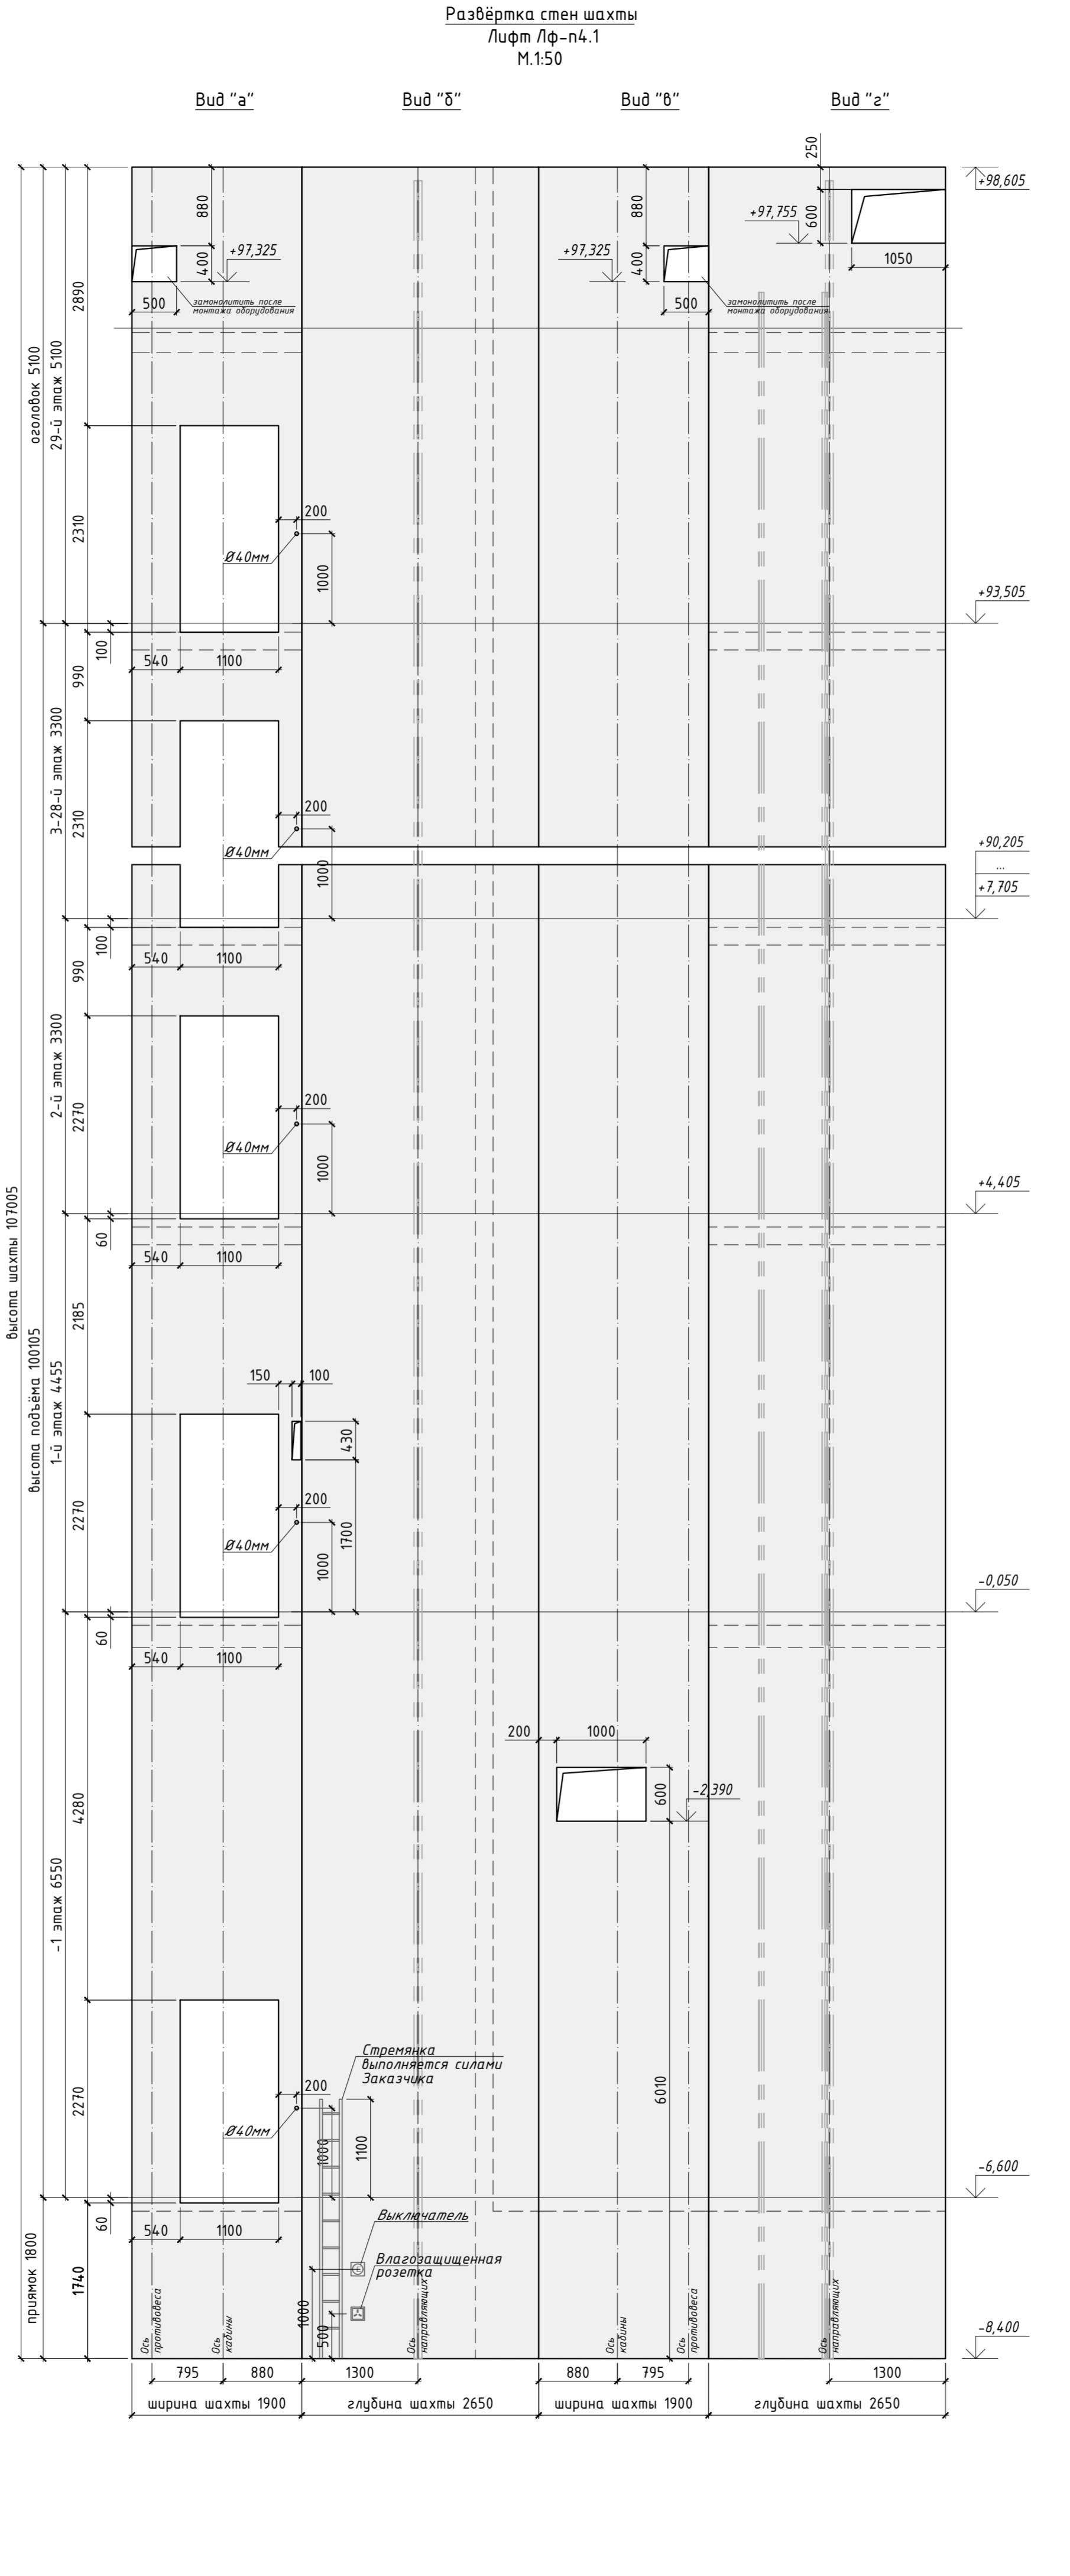 Развёртка стен шахты
Лифт Лф-п4.1
М.1:50
Вид "а"
Вид "б"
Вид "в"
Вид "г"
250
+98,605
880
880
600
+97,755
+97,325
+97,325
400
400
1050
500
500
замонолитить после
монтажа оборудования
замонолитить после
монтажа оборудования
2890
оголовок 5100
29-й этаж 5100
2310
200
Ø40мм
1000
+93,505
100
540
1100
990
3-28-й этаж 3300
2310
200
Ø40мм
1000
+90,205
...
+7,705
100
540
1100
990
2-й этаж 3300
2270
200
Ø40мм
1000
+4,405
60
540
1100
высота шахты 107005
высота подъёма 100105
2185
1-й этаж 4455
150
100
430
2270
200
Ø40мм
1000
1700
-0,050
60
540
1100
200
1000
600
-2,390
4280
-1 этаж 6550
6010
Стремянка
выполняется силами
Заказчика
2270
200
Ø40мм
1000
1100
-6,600
60
540
1100
Выключатель
Влагозащищенная
розетка
приямок 1800
1740
1000
500
Ось
противовеса
Ось
кабины
Ось
направляющих
Ось
кабины
Ось
противовеса
Ось
направляющих
-8,400
795
880
1300
880
795
1300
ширина шахты 1900
глубина шахты 2650
ширина шахты 1900
глубина шахты 2650